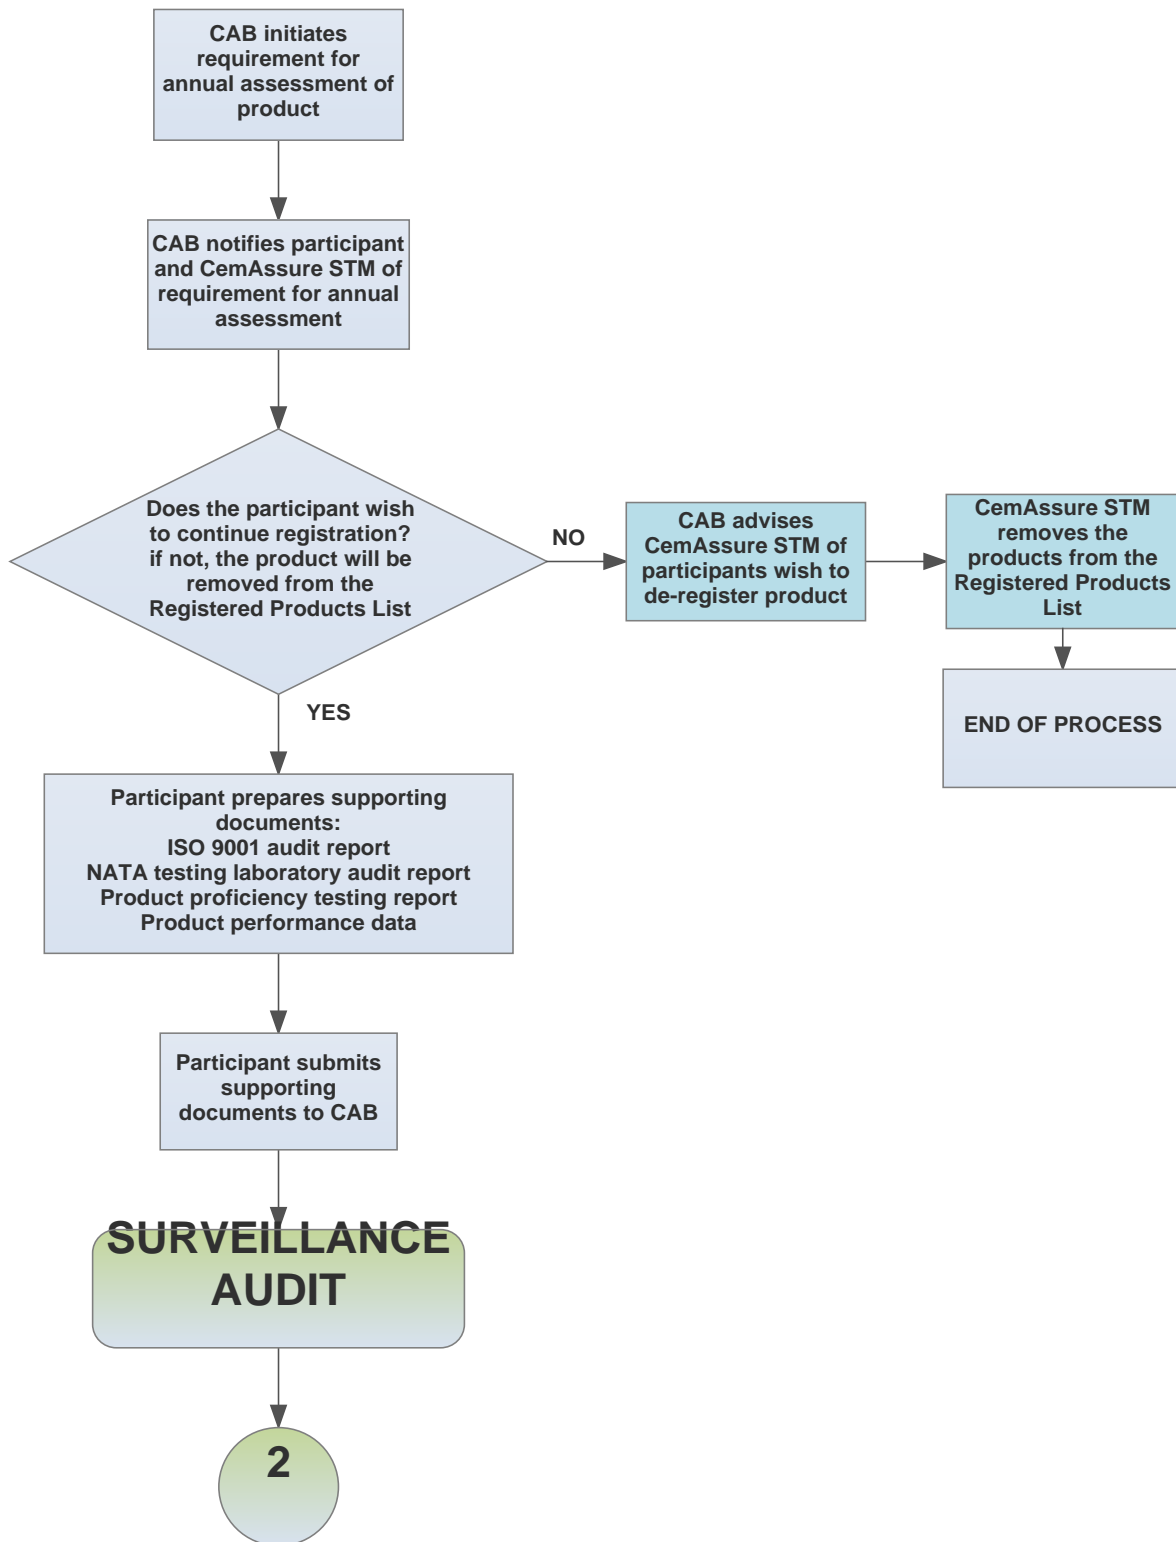 CAB initiates
requirement for
annual assessment of
product
CAB notifies participant
and CemAssure STM of
requirement for annual
assessment
Does the participant wish
to continue registration?
if not, the product will be
removed from the
Registered Products List
NO
CAB advises
CemAssure STM of
participants wish to
de-register product
CemAssure STM
removes the
products from the
Registered Products
List
END OF PROCESS
YES
Participant prepares supporting
documents:
ISO 9001 audit report
NATA testing laboratory audit report
Product proficiency testing report
Product performance data
Participant submits
supporting
documents to CAB
SURVEILLANCE
AUDIT
2